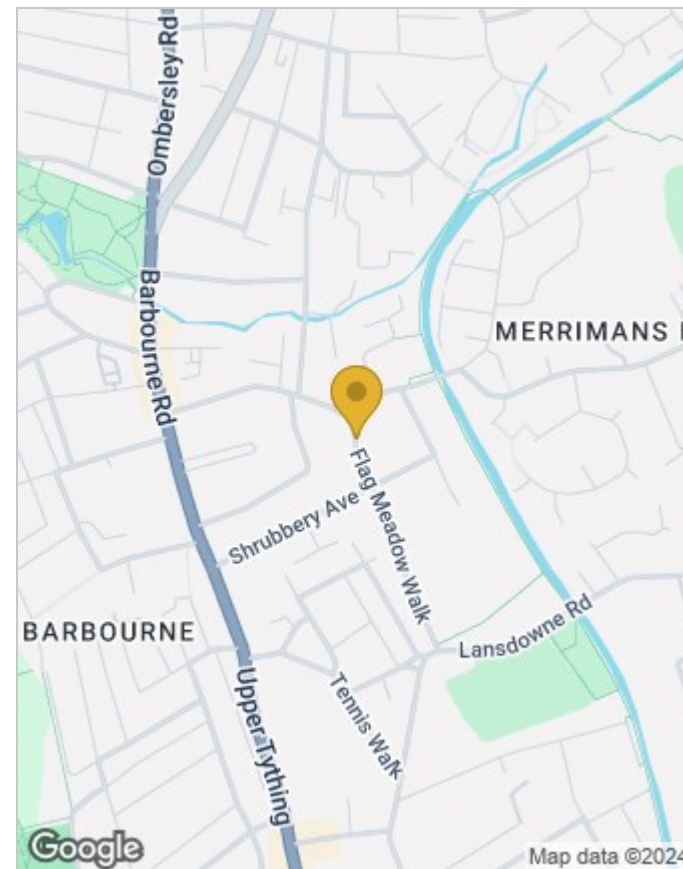 Ombersley Rd
Barbourne Rd
MERRIMANS
Flag Meadow Walk
Shrubbery Ave
BARBOURNE
Lansdowne Rd
Upper Tything
Tennis Walk
Google
Map data ©2024